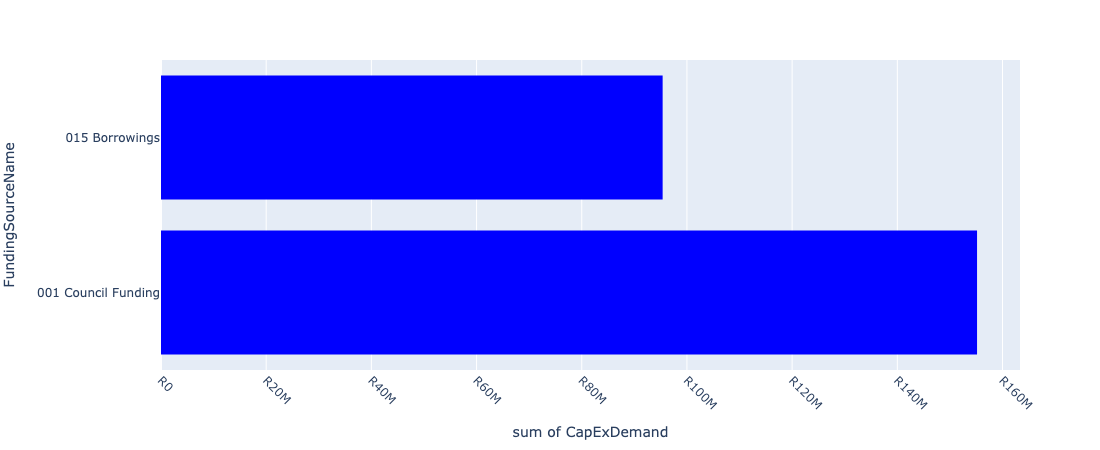 FundingSourceName
015 Borrowings
001 Council Funding
R0
R20M
R40M
R60M
R80M
R100M
R120M
R140M
R160M
sum of CapExDemand